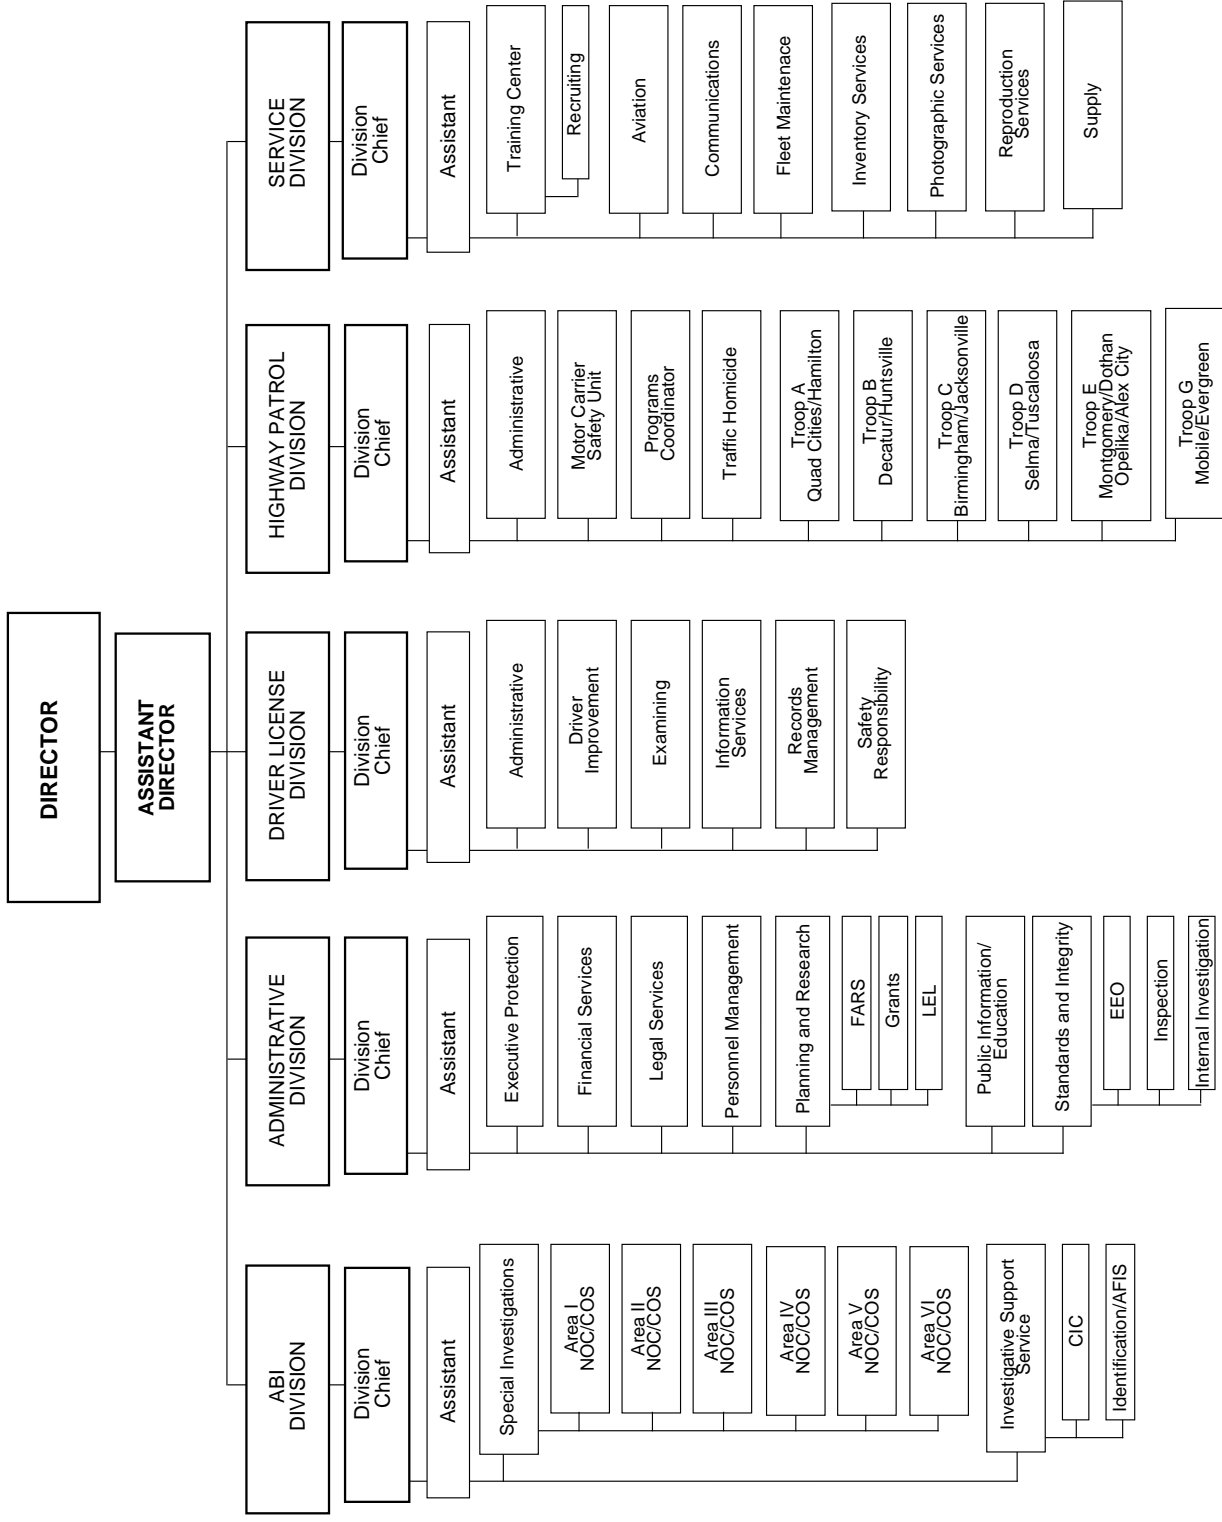 DIRECTOR
ASSISTANT
DIRECTOR
ABI
DIVISION
Division
Chief
Assistant
Special Investigations
Area I
NOC/COS
Area II
NOC/COS
Area III
NOC/COS
Area IV
NOC/COS
Area V
NOC/COS
Area VI
NOC/COS
Investigative Support
Service
CIC
Identification/AFIS
ADMINISTRATIVE
DIVISION
Division
Chief
Assistant
Executive Protection
Financial Services
Legal Services
Personnel Management
Planning and Research
FARS
Grants
LEL
Public Information/
Education
Standards and Integrity
EEO
Inspection
Internal Investigation
DRIVER LICENSE
DIVISION
Division
Chief
Assistant
Administrative
Driver
Improvement
Examining
Information
Services
Records
Management
Safety
Responsibility
HIGHWAY PATROL
DIVISION
Division
Chief
Assistant
Administrative
Motor Carrier
Safety Unit
Programs
Coordinator
Traffic Homicide
Troop A
Quad Cities/Hamilton
Troop B
Decatur/Huntsville
Troop C
Birmingham/Jacksonville
Troop D
Selma/Tuscaloosa
Troop E
Montgomery/Dothan
Opelika/Alex City
Troop G
Mobile/Evergreen
SERVICE
DIVISION
Division
Chief
Assistant
Training Center
Recruiting
Aviation
Communications
Fleet Maintenace
Inventory Services
Photographic Services
Reproduction
Services
Supply